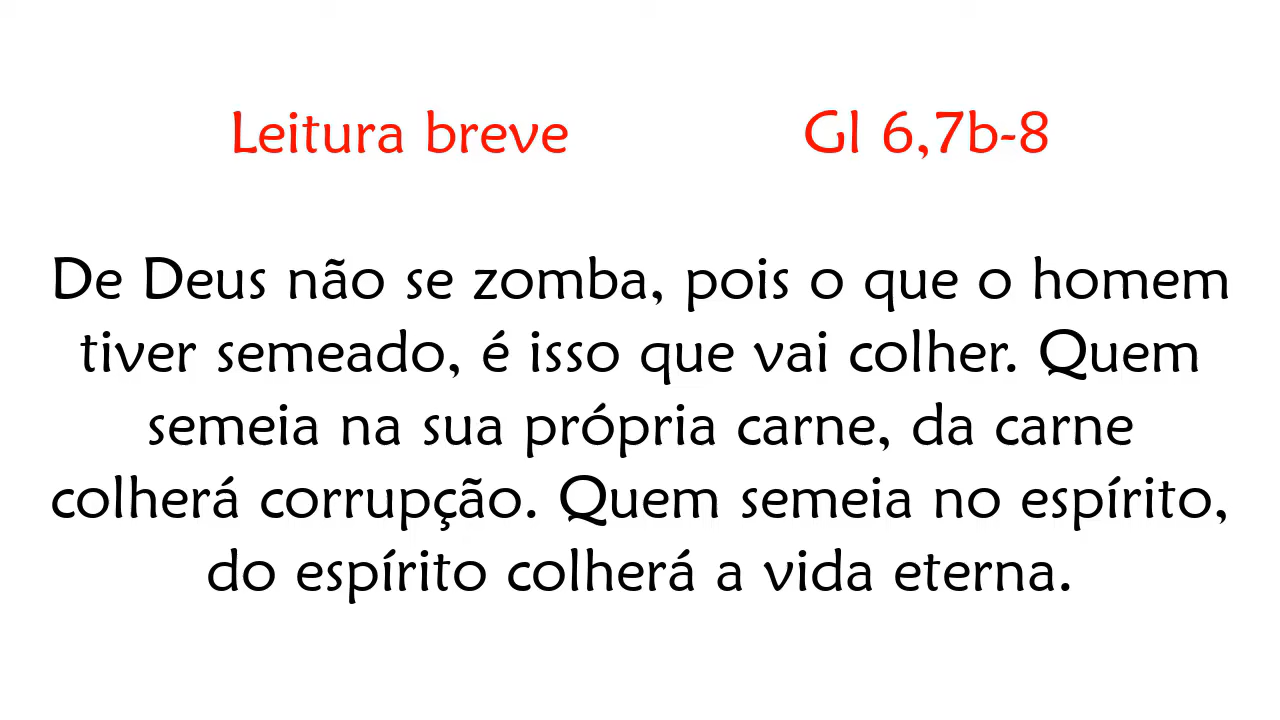 Leitura breve Gl 6,7b-8
De Deus não se zomba, pois o que o homem
tiver semeado, é isso que vai colher. Quem
semeia na sua própria carne, da carne
colherá corrupção. Quem semeia no espírito,
do espírito colherá a vida eterna.